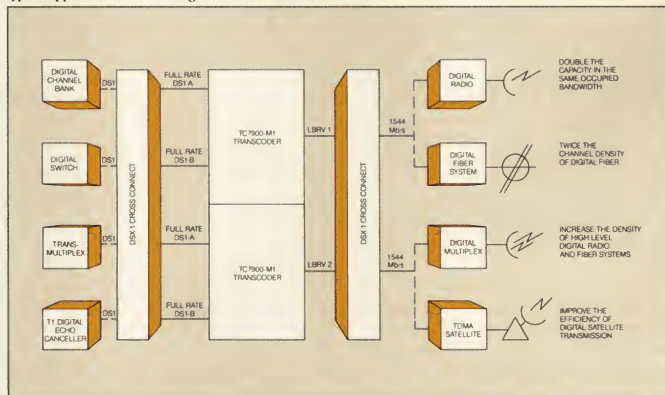 DIGITAL
CHANNEL
BANK
DIGITAL
SWITCH
TRANS-
MULTIPLEX
T1 DIGITAL
ECHO
CANCELLER
DS1
DS1
DS1
DS1
DSX 1 CROSS CONNECT
FULL RATE
DS1-A
FULL RATE
DS1-B
FULL RATE
DS1-A
FULL RATE
DS1-B
TC7900-M1
TRANSCODER
TC7900-M1
TRANSCODER
LBRV 1
LBRV 2
DSX 1 CROSS CONNECT
1.544
Mb/s
1.544
Mb/s
DIGITAL
RADIO
DIGITAL
FIBER
SYSTEM
DIGITAL
MULTIPLEX
TDMA
SATELLITE
DOUBLE THE
CAPACITY IN THE
SAME OCCUPIED
BANDWIDTH
TWICE THE
CHANNEL DENSITY
OF DIGITAL FIBER
INCREASE THE DENSITY
OF HIGH LEVEL
DIGITAL RADIO
AND FIBER SYSTEMS
IMPROVE THE
EFFICIENCY OF
DIGITAL SATELLITE
TRANSMISSION